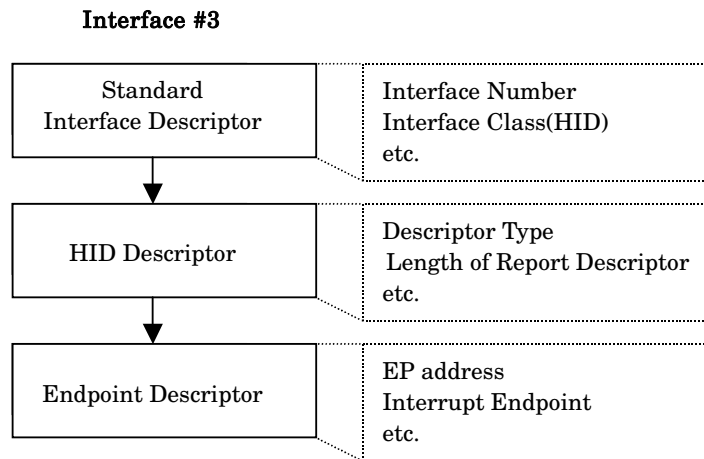 Interface #3
Standard
Interface Descriptor
Interface Number
Interface Class(HID)
etc.
HID Descriptor
Descriptor Type
Length of Report Descriptor
etc.
Endpoint Descriptor
EP address
Interrupt Endpoint
etc.